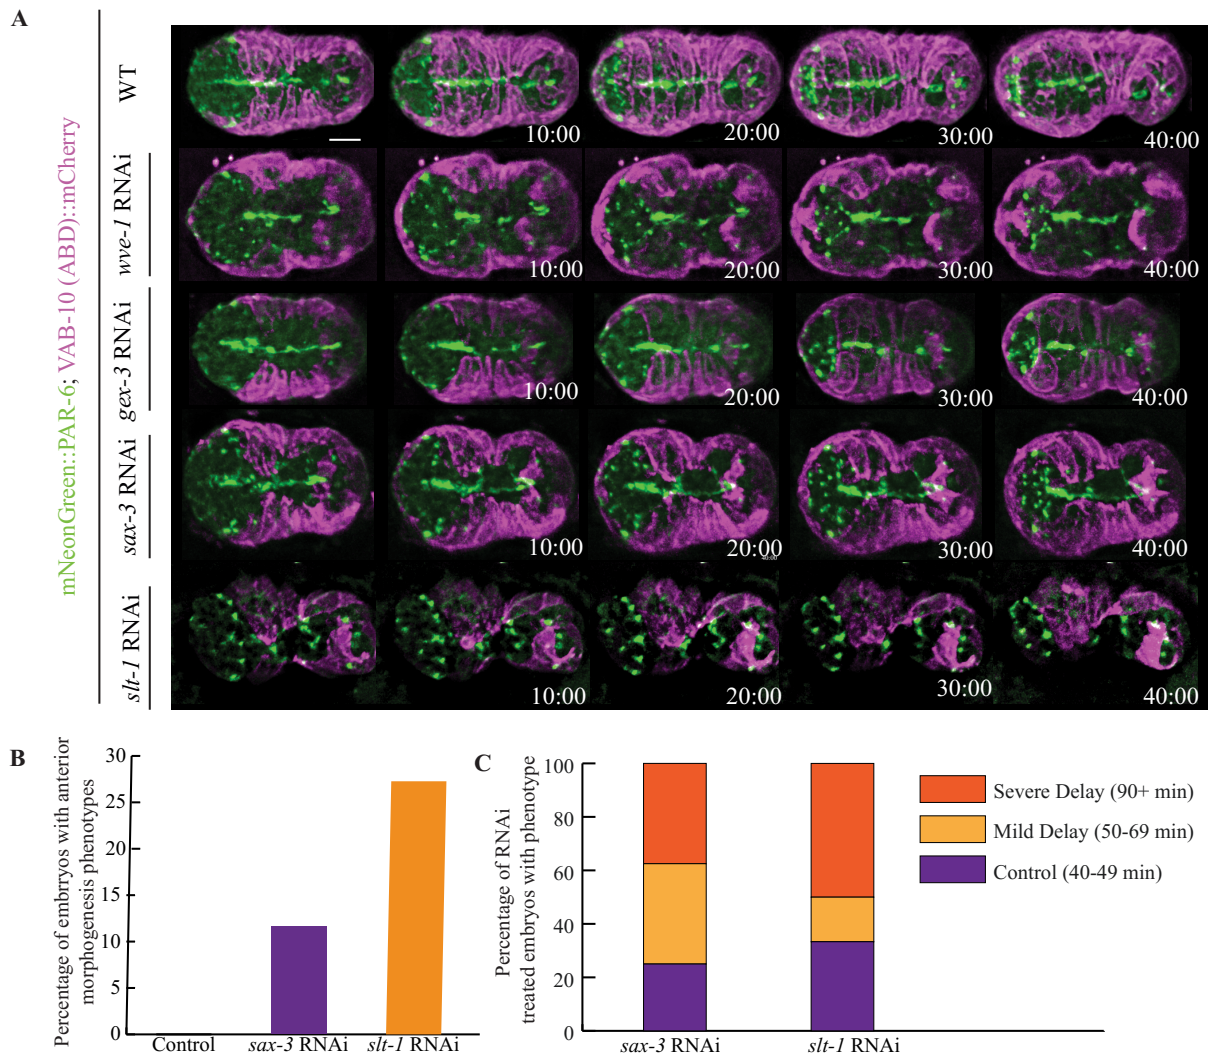 A
mNeonGreen::PAR-6; VAB-10 (ABD)::mCherry
WT
10:00
20:00
30:00
40:00
wve-1 RNAi
10:00
20:00
30:00
40:00
gex-3 RNAi
10:00
20:00
30:00
40:00
sax-3 RNAi
10:00
20:00
40:00
30:00
40:00
slt-1 RNAi
10:00
20:00
30:00
40:00
B
Percentage of embrryos with anterior
morphogenesis phenotypes
30
25
20
15
10
5
0
Control
sax-3 RNAi
slt-1 RNAi
C
Percentage of RNAi
treated embryos with phenotype
100
80
60
40
20
0
sax-3 RNAi
slt-1 RNAi
Severe Delay (90+ min)
Mild Delay (50-69 min)
Control (40-49 min)